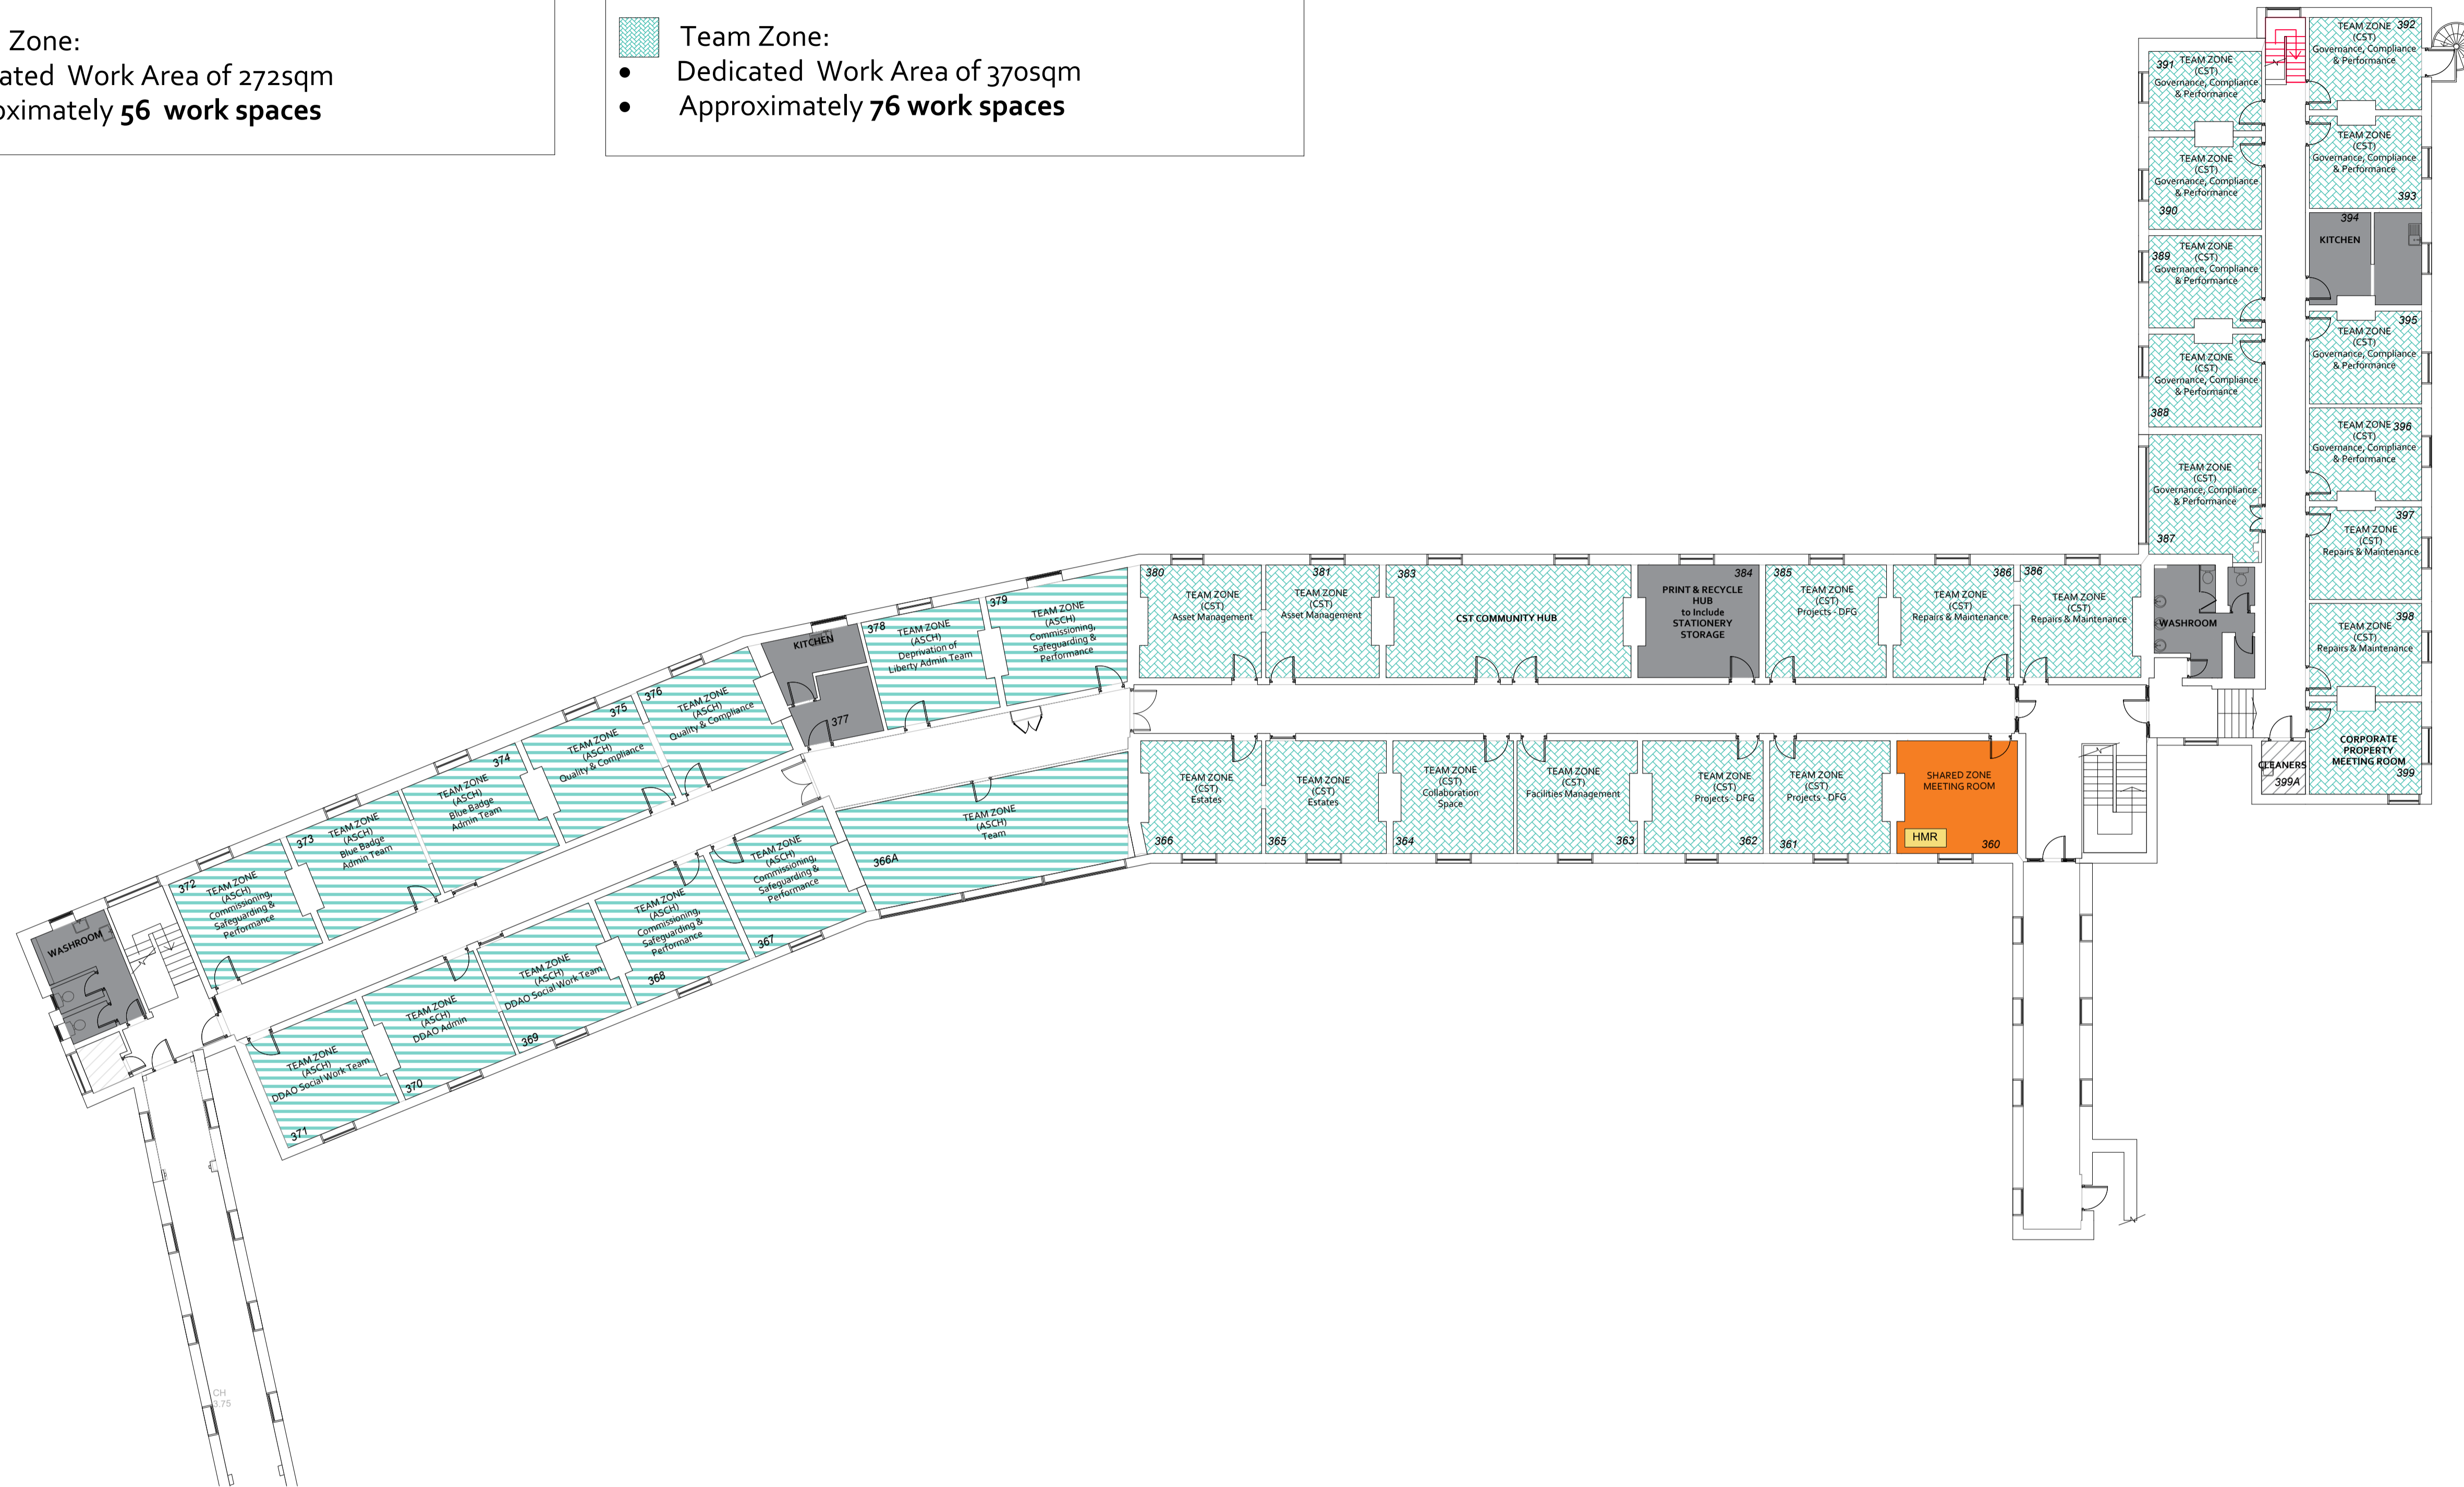 Zone:
ated Work Area of 272sqm
oximately 56 work spaces
Team Zone:
• Dedicated Work Area of 370sqm
• Approximately 76 work spaces
392
TEAM ZONE
(CST)
Governance, Compliance
& Performance
391
TEAM ZONE
(CST)
Governance, Compliance
& Performance
TEAM ZONE
(CST)
Governance, Compliance
& Performance
393
TEAM ZONE
(CST)
Governance, Compliance
& Performance
390
394
KITCHEN
389
TEAM ZONE
(CST)
Governance, Compliance
& Performance
395
TEAM ZONE
(CST)
Governance, Compliance
& Performance
TEAM ZONE
(CST)
Governance, Compliance
& Performance
388
TEAM ZONE 396
(CST)
Governance, Compliance
& Performance
TEAM ZONE
(CST)
Governance, Compliance
& Performance
387
397
TEAM ZONE
(CST)
Repairs & Maintenance
398
TEAM ZONE
(CST)
Repairs & Maintenance
CORPORATE
PROPERTY
MEETING ROOM
399
CLEANERS
399A
WASHROOM
380
TEAM ZONE
(CST)
Asset Management
381
TEAM ZONE
(CST)
Asset Management
383
CST COMMUNITY HUB
384
PRINT & RECYCLE
HUB
to Include
STATIONERY
STORAGE
385
TEAM ZONE
(CST)
Projects - DFG
386
TEAM ZONE
(CST)
Repairs & Maintenance
386
TEAM ZONE
(CST)
Repairs & Maintenance
379
TEAM ZONE
(ASCH)
Commissioning,
Safeguarding &
Performance
378
TEAM ZONE
(ASCH)
Deprivation of
Liberty Admin Team
KITCHEN
377
376
TEAM ZONE
(ASCH)
Quality & Compliance
375
TEAM ZONE
(ASCH)
Quality & Compliance
374
TEAM ZONE
(ASCH)
Blue Badge
Admin Team
373
TEAM ZONE
(ASCH)
Blue Badge
Admin Team
372
TEAM ZONE
(ASCH)
Commissioning,
Safeguarding &
Performance
WASHROOM
TEAM ZONE
(CST)
Estates
366
TEAM ZONE
(CST)
Estates
365
TEAM ZONE
(CST)
Collaboration
Space
364
TEAM ZONE
(CST)
Facilities Management
363
TEAM ZONE
(CST)
Projects - DFG
362
TEAM ZONE
(CST)
Projects - DFG
361
SHARED ZONE
MEETING ROOM
HMR
360
TEAM ZONE
(ASCH)
Team
366A
TEAM ZONE
(ASCH)
Commissioning,
Safeguarding &
Performance
367
TEAM ZONE
(ASCH)
Commissioning,
Safeguarding &
Performance
368
TEAM ZONE
(ASCH)
DDAO Social Work Team
369
TEAM ZONE
(ASCH)
DDAO Admin
370
TEAM ZONE
(ASCH)
DDAO Social Work Team
371
CH
3.75